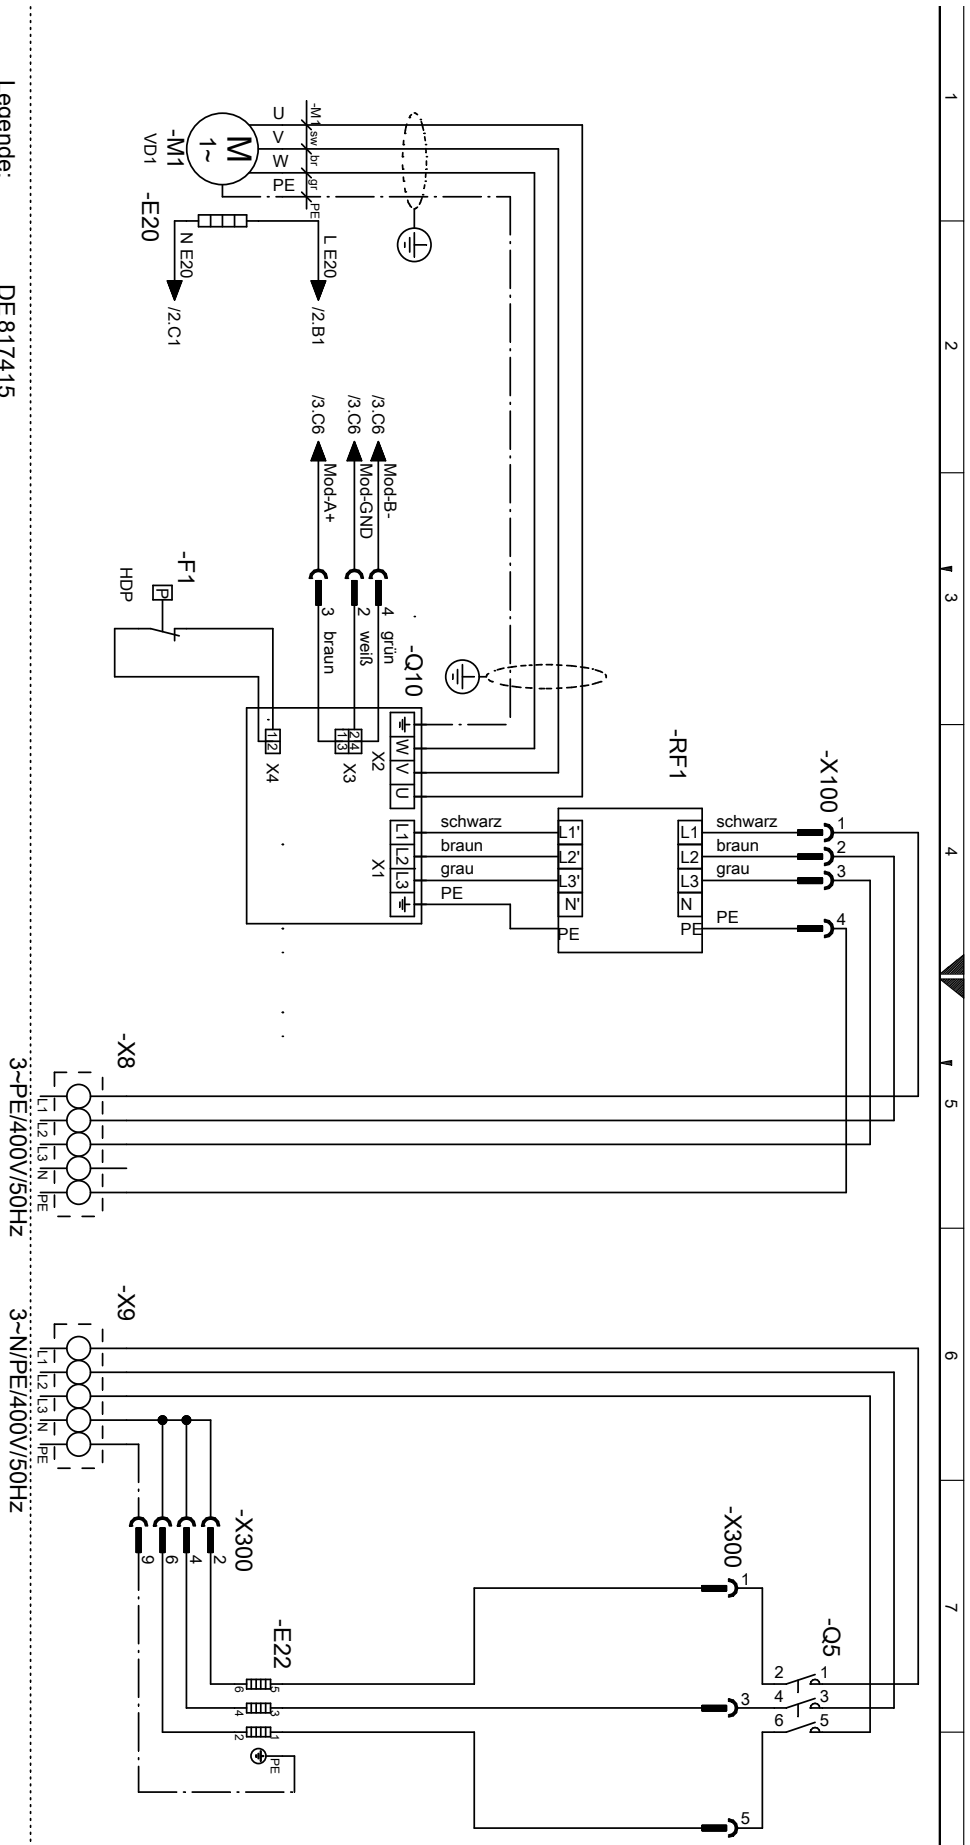 1
2
3
4
5
6
7
-M1
sw
br
gr
PE
U
V
W
PE
M
1~
-M1
VD1
-E20
N E20
/2.C1
L E20
/2.B1
/3.C6
/3.C6
/3.C6
Mod-B-
Mod-GND
Mod-A+
4
grün
2
weiß
3
braun
-F1
P
HDP
-Q10
W
V
U
X2
2 4
1 3
X3
1 2
X4
L1
L2
L3
X1
schwarz
braun
grau
PE
-RF1
L1'
L2'
L3'
N'
PE
L1
L2
L3
N
PE
schwarz
braun
grau
PE
-X100
1
2
3
4
-X8
L1
L2
L3
N
PE
3~PE/400V/50Hz
-X9
L1
L2
L3
N
PE
3~N/PE/400V/50Hz
-X300
2
4
6
9
-E22
5
6
3
4
1
2
PE
-X300
1
3
5
-Q5
1
2
3
4
5
6
Legende:
DE 817415